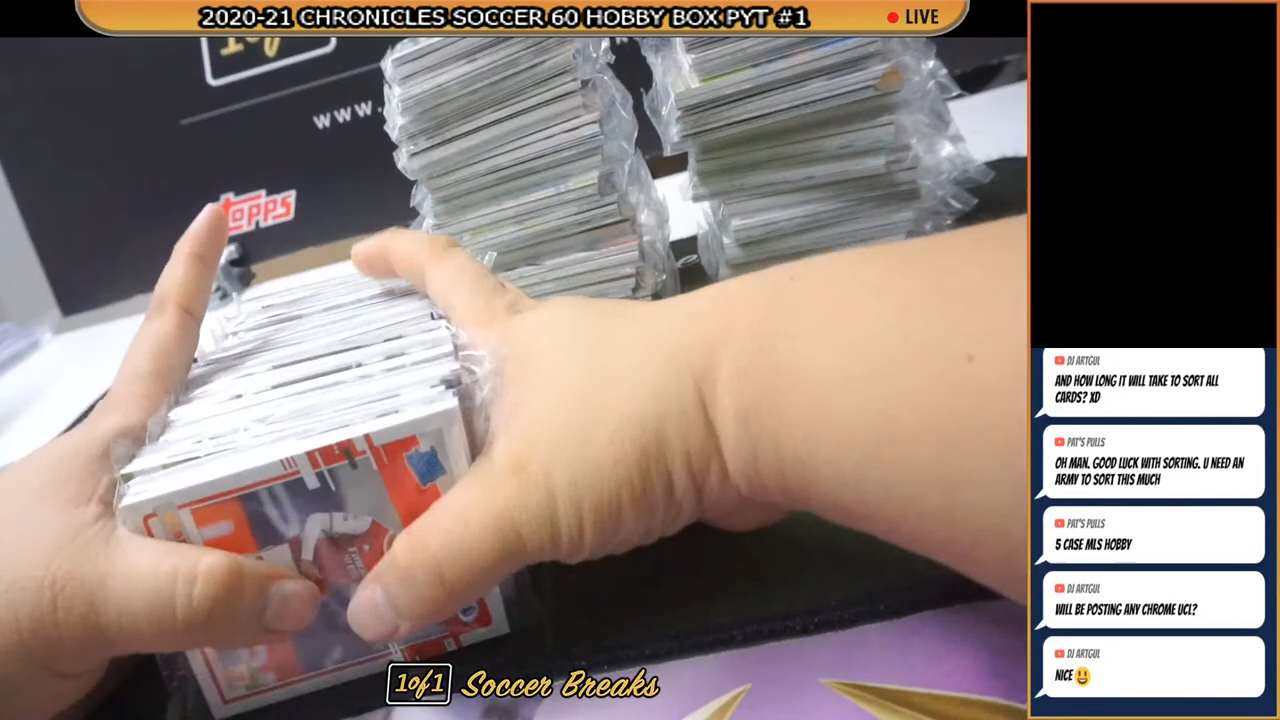 2020-21 CHRONICLES SOCCER 60 HOBBY BOX PYT #1
LIVE
1of1
www.
TOPPS
DJ ARTGUL
AND HOW LONG IT WILL TAKE TO SORT ALL
CARDS? XD
PAT'S PULLS
OH MAN. GOOD LUCK WITH SORTING. U NEED AN
ARMY TO SORT THIS MUCH
PAT'S PULLS
5 CASE MLS HOBBY
DJ ARTGUL
WILL BE POSTING ANY CHROME UCL?
DJ ARTGUL
NICE 😃
1of1 Soccer Breaks